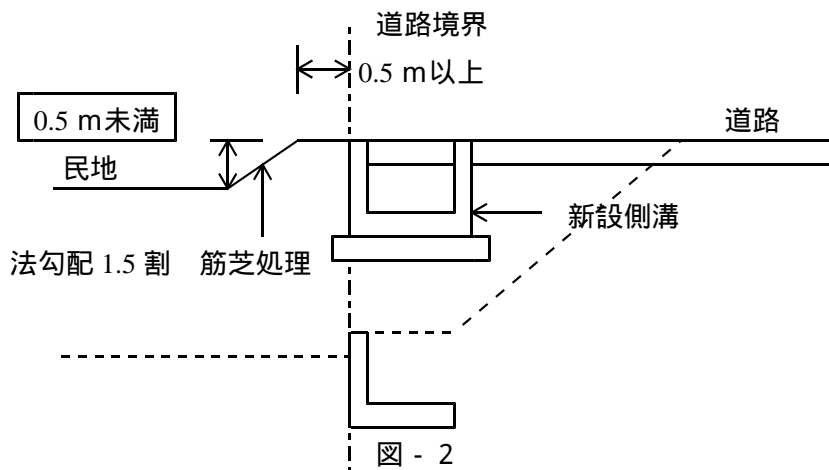 道路境界
0.5 m以上
0.5 m未満
道路
民地
新設側溝
法勾配 1.5 割 筋芝処理
図 - 2